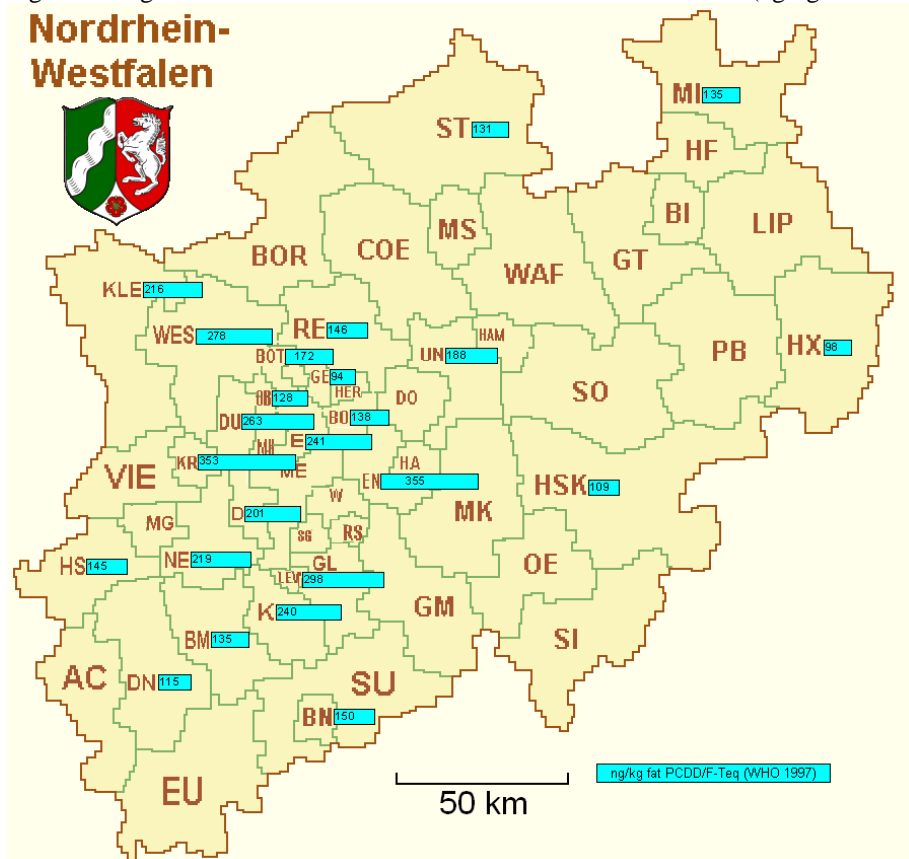 Nordrhein-
Westfalen
MI 135
ST 131
HF
BI
LIP
MS
COE
BOR
GT
WAF
KLE 216
WES 278
RE 146
HAM
UN 188
PB
HX 98
BOT 172
GE 94
HER
SO
OB 128
DO
DU 263
BO 138
E 241
MH
KR 353
ME
HA
VIE
EN 355
HSK 109
W
D 201
MK
MG
SG
RS
HS 145
NE 219
GL
OE
LEV 298
K 240
GM
BM 135
SI
AC
DN 115
SU
BN 150
EU
50 km
ng/kg fat PCDD/F-Teq (WHO 1997)